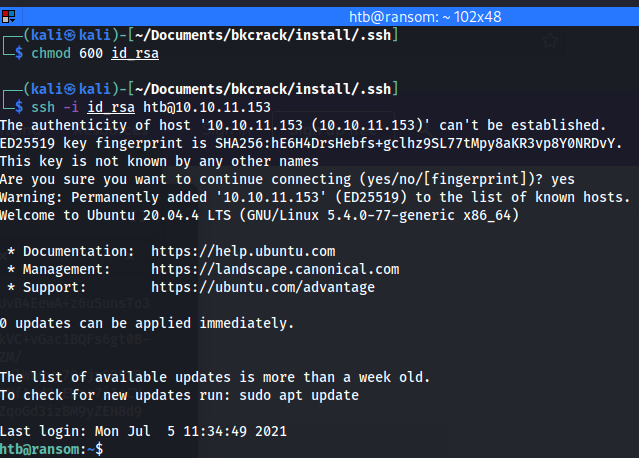 htb@ransom: ~ 102x48
┌──(kali㉿kali)-[~/Documents/bkcrack/install/.ssh]
└─$ chmod 600 id_rsa
┌──(kali㉿kali)-[~/Documents/bkcrack/install/.ssh]
└─$ ssh -i id_rsa htb@10.10.11.153
The authenticity of host '10.10.11.153 (10.10.11.153)' can't be established.
ED25519 key fingerprint is SHA256:hE6H4DrsHebfs+gclhz9SL77tMpy8aKR3vp8Y0NRDvY.
This key is not known by any other names
Are you sure you want to continue connecting (yes/no/[fingerprint])? yes
Warning: Permanently added '10.10.11.153' (ED25519) to the list of known hosts.
Welcome to Ubuntu 20.04.4 LTS (GNU/Linux 5.4.0-77-generic x86_64)
* Documentation: https://help.ubuntu.com
* Management: https://landscape.canonical.com
* Support: https://ubuntu.com/advantage
0 updates can be applied immediately.
The list of available updates is more than a week old.
To check for new updates run: sudo apt update
Last login: Mon Jul 5 11:34:49 2021
htb@ransom:~$